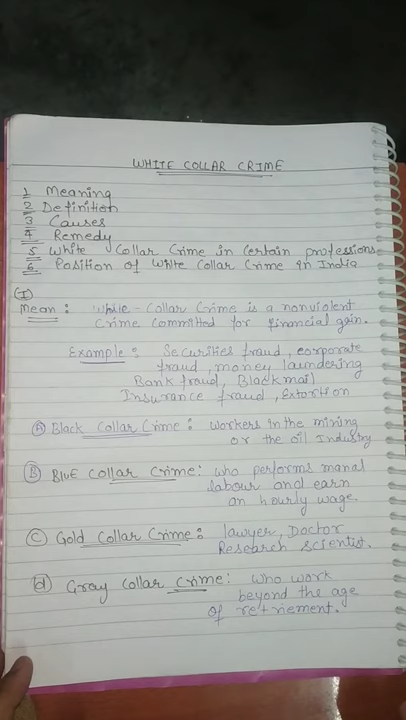 WHITE COLLAR CRIME
1 Meaning
2 Definition
3 Causes
4 Remedy
5 White Collar Crime in Certain professions
6. Position of White Collar Crime in India
(I)
Mean : White - Collar Crime is a nonviolent
Crime Committed for financial gain.
Example : Securities fraud, corporate
fraud, money laundering
Bank fraud, Blackmail
Insurance fraud, Extortion
(A) Black Collar Crime : Workers in the mining
or the oil Industry
(B) Blue Collar Crime : who performs manal
labour and earn
an hourly wage.
(C) Gold Collar Crime : lawyer, Doctor
Research scientist.
(d) Gray Collar Crime : Who work
beyond the age
of retriement.